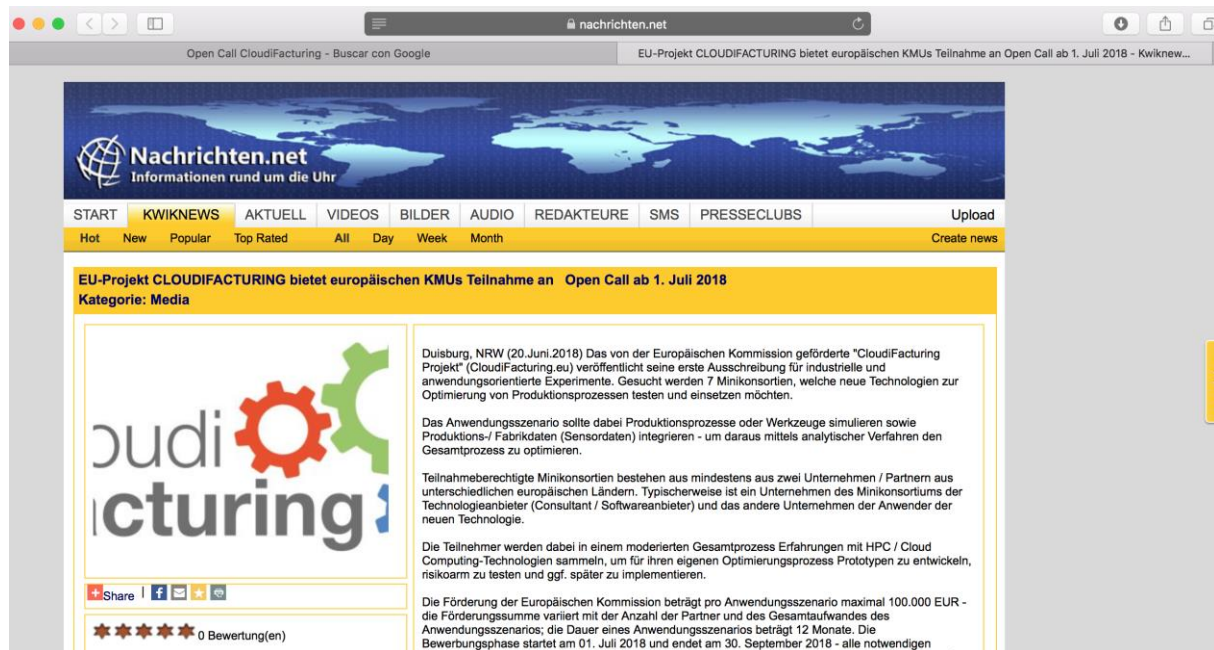 nachrichten.net
Open Call CloudiFacturing - Buscar con Google
EU-Projekt CLOUDIFACTURING bietet europäischen KMUs Teilnahme an Open Call ab 1. Juli 2018 - Kwiknew...
Nachrichten.net
Informationen rund um die Uhr
START KWIKNEWS AKTUELL VIDEOS BILDER AUDIO REDAKTEURE SMS PRESSECLUBS Upload
Hot New Popular Top Rated All Day Week Month Create news
EU-Projekt CLOUDIFACTURING bietet europäischen KMUs Teilnahme an Open Call ab 1. Juli 2018
Kategorie: Media
oudi
cturing
Share
0 Bewertung(en)
Duisburg, NRW (20.Juni.2018) Das von der Europäischen Kommission geförderte "CloudiFacturing
Projekt" (CloudiFacturing.eu) veröffentlicht seine erste Ausschreibung für industrielle und
anwendungsorientierte Experimente. Gesucht werden 7 Minikonsortien, welche neue Technologien zur
Optimierung von Produktionsprozessen testen und einsetzen möchten.
Das Anwendungsszenario sollte dabei Produktionsprozesse oder Werkzeuge simulieren sowie
Produktions-/ Fabrikdaten (Sensordaten) integrieren - um daraus mittels analytischer Verfahren den
Gesamtprozess zu optimieren.
Teilnahmeberechtigte Minikonsortien bestehen aus mindestens aus zwei Unternehmen / Partnern aus
unterschiedlichen europäischen Ländern. Typischerweise ist ein Unternehmen des Minikonsortiums der
Technologieanbieter (Consultant / Softwareanbieter) und das andere Unternehmen der Anwender der
neuen Technologie.
Die Teilnehmer werden dabei in einem moderierten Gesamtprozess Erfahrungen mit HPC / Cloud
Computing-Technologien sammeln, um für ihren eigenen Optimierungsprozess Prototypen zu entwickeln,
risikoarm zu testen und ggf. später zu implementieren.
Die Förderung der Europäischen Kommission beträgt pro Anwendungsszenario maximal 100.000 EUR -
die Förderungssumme variiert mit der Anzahl der Partner und des Gesamtaufwandes des
Anwendungsszenarios; die Dauer eines Anwendungsszenarios beträgt 12 Monate. Die
Bewerbungsphase startet am 01. Juli 2018 und endet am 30. September 2018 - alle notwendigen